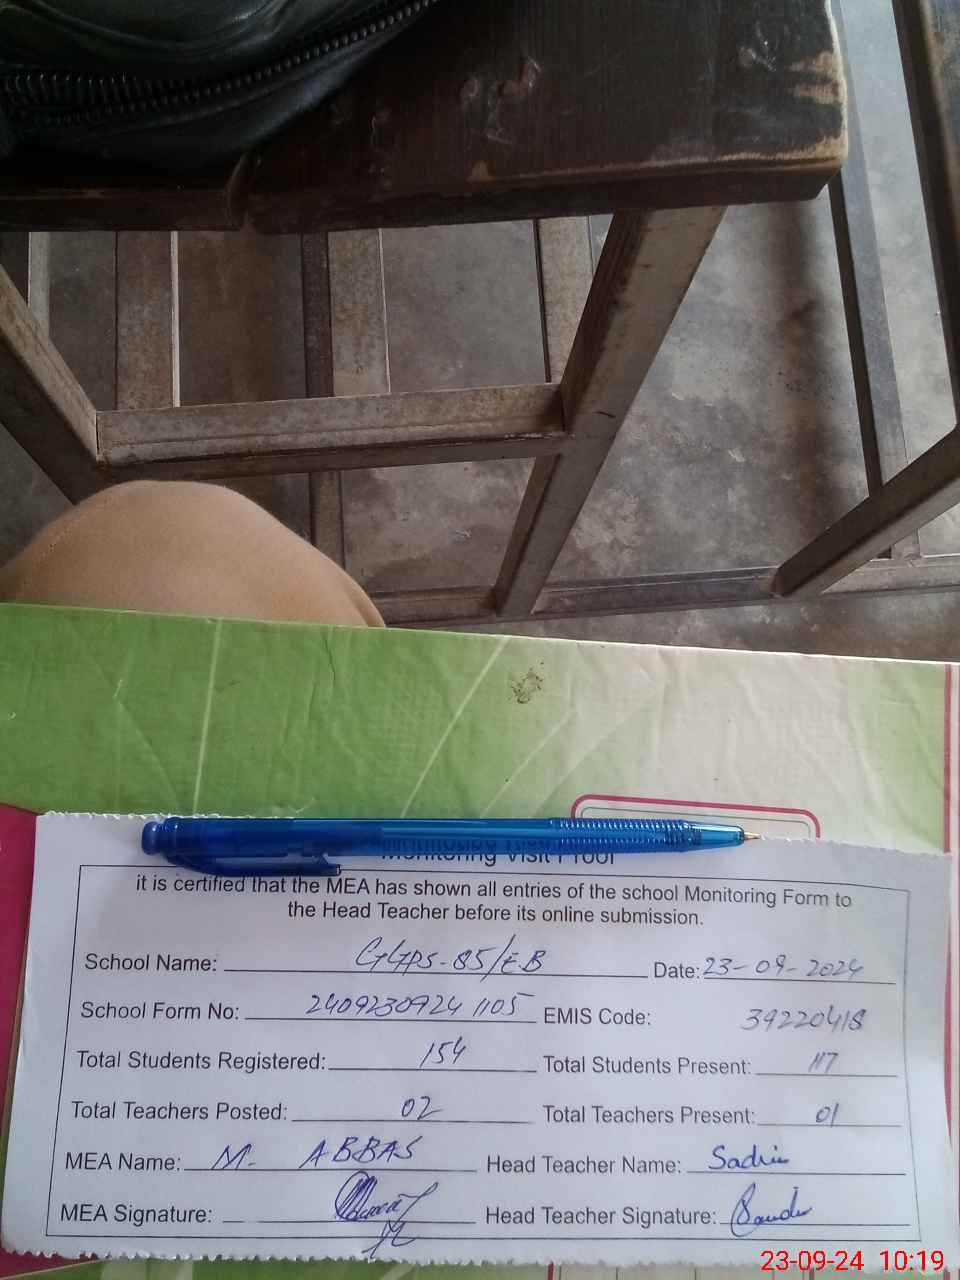 Monitoring Visit Proof
it is certified that the MEA has shown all entries of the school Monitoring Form to
the Head Teacher before its online submission.
School Name: GGPS-85/EB Date: 23-09-2024
School Form No: 24092309241105 EMIS Code: 39220418
Total Students Registered: 154 Total Students Present: 117
Total Teachers Posted: 02 Total Teachers Present: 01
MEA Name: M. ABBAS Head Teacher Name:
MEA Signature: Head Teacher Signature:
23-09-24 10:19